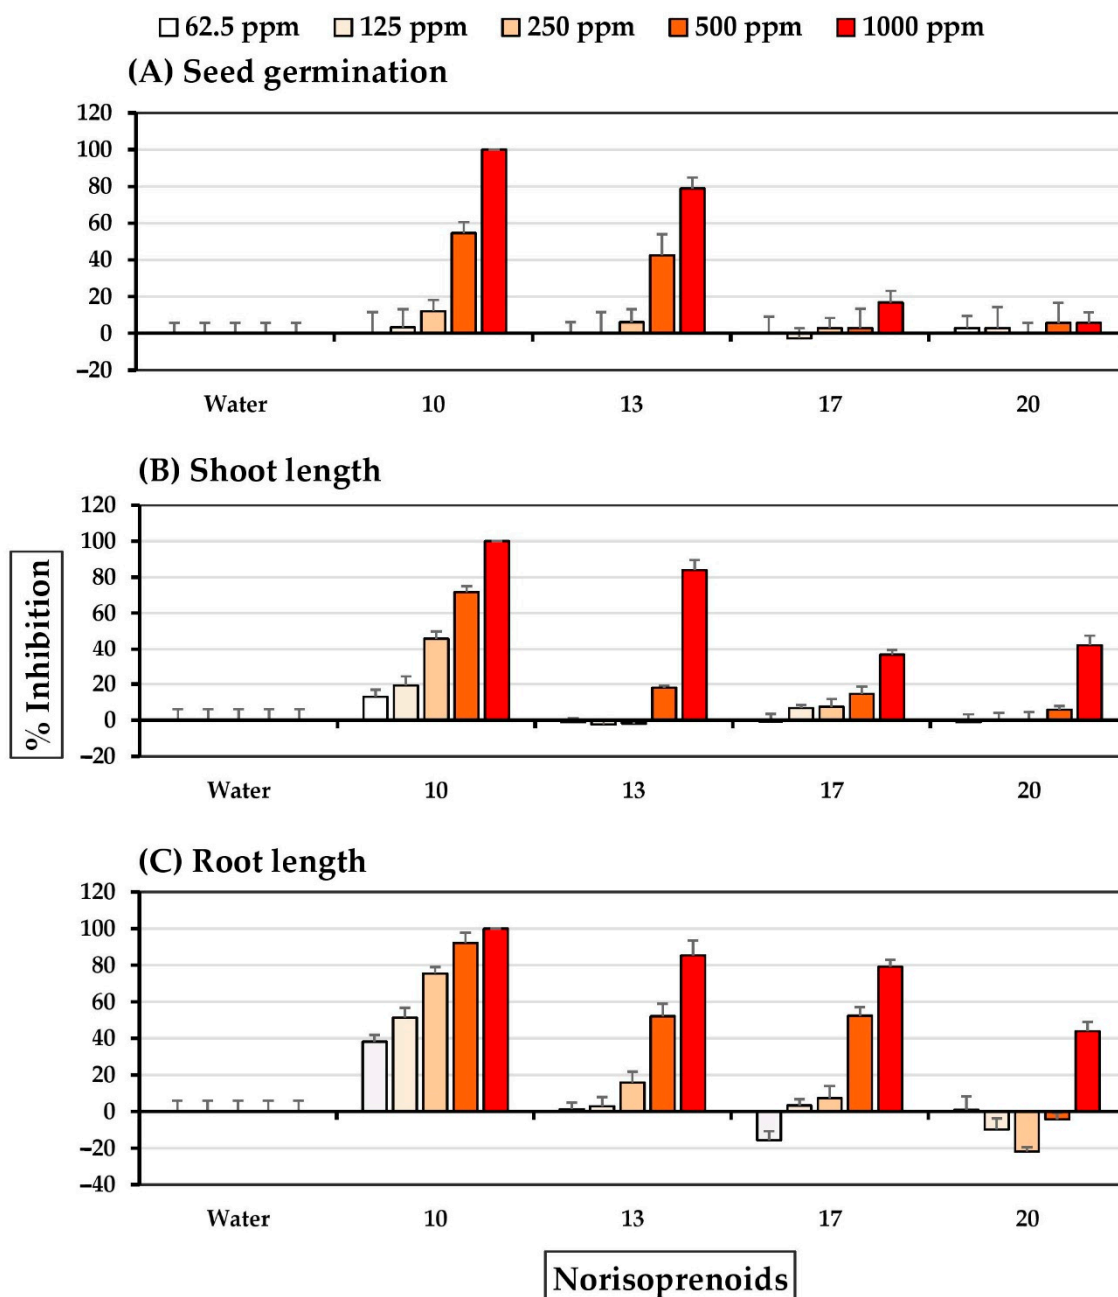 62.5 ppm 125 ppm 250 ppm 500 ppm 1000 ppm
(A) Seed germination
120
100
80
60
40
20
0
−20
Water 10 13 17 20
(B) Shoot length
120
100
80
60
40
20
0
−20
Water 10 13 17 20
% Inhibition
(C) Root length
120
100
80
60
40
20
0
−20
−40
Water 10 13 17 20
Norisoprenoids